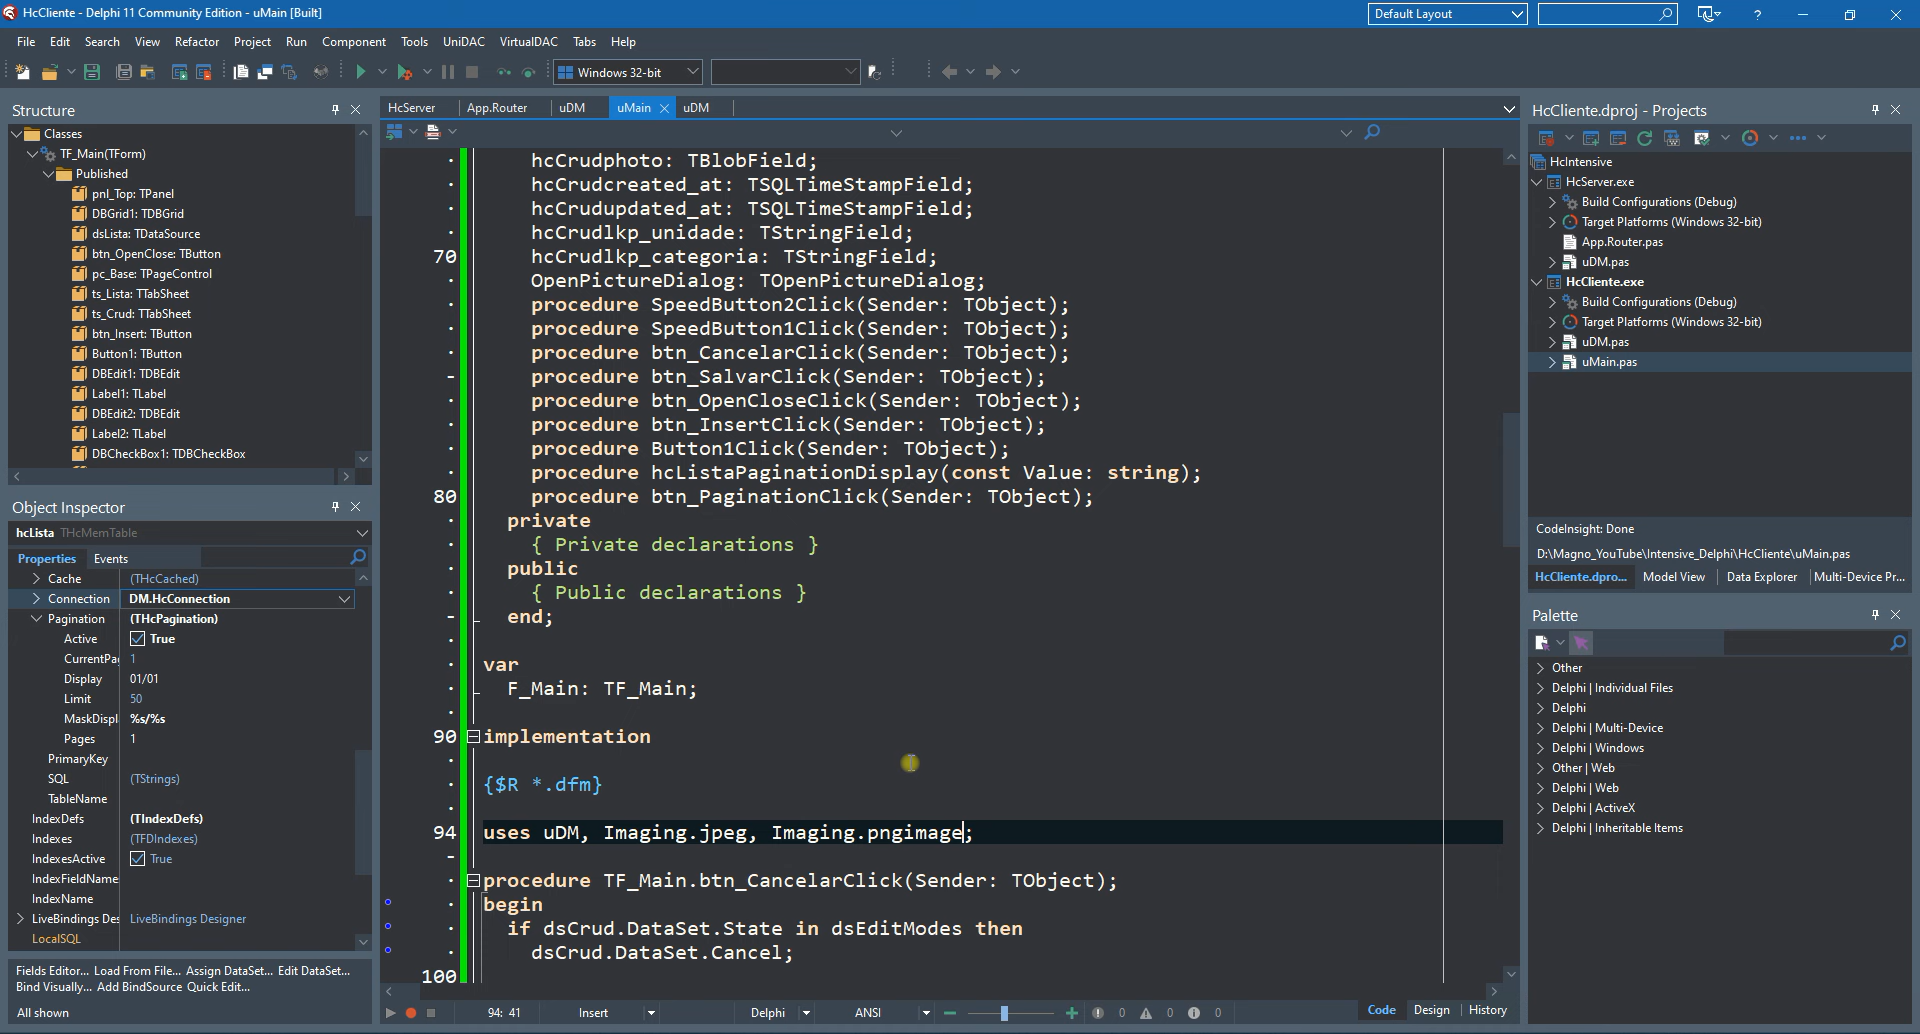 HcCliente - Delphi 11 Community Edition - uMain [Built]
Default Layout
File Edit Search View Refactor Project Run Component Tools UniDAC VirtualDAC Tabs Help
Windows 32-bit
Structure
Classes
TF_Main(TForm)
Published
pnl_Top: TPanel
DBGrid1: TDBGrid
dsLista: TDataSource
btn_OpenClose: TButton
pc_Base: TPageControl
ts_Lista: TTabSheet
ts_Crud: TTabSheet
btn_Insert: TButton
Button1: TButton
DBEdit1: TDBEdit
Label1: TLabel
DBEdit2: TDBEdit
Label2: TLabel
DBCheckBox1: TDBCheckBox
Object Inspector
hcLista THcMemTable
Properties Events
Cache (THcCached)
Connection DM.HcConnection
Pagination (THcPagination)
Active True
CurrentPa 1
Display 01/01
Limit 50
MaskDispl %s/%s
Pages 1
PrimaryKey
SQL (TStrings)
TableName
IndexDefs (TIndexDefs)
Indexes (TFDIndexes)
IndexesActive True
IndexFieldName
IndexName
LiveBindings De LiveBindings Designer
LocalSQL
Fields Editor... Load From File... Assign DataSet... Edit DataSet...
Bind Visually... Add BindSource Quick Edit...
All shown
HcServer App.Router uDM uMain uDM
hcCrudphoto: TBlobField;
hcCrudcreated_at: TSQLTimeStampField;
hcCrudupdated_at: TSQLTimeStampField;
hcCrudlkp_unidade: TStringField;
70 hcCrudlkp_categoria: TStringField;
OpenPictureDialog: TOpenPictureDialog;
procedure SpeedButton2Click(Sender: TObject);
procedure SpeedButton1Click(Sender: TObject);
procedure btn_CancelarClick(Sender: TObject);
procedure btn_SalvarClick(Sender: TObject);
procedure btn_OpenCloseClick(Sender: TObject);
procedure btn_InsertClick(Sender: TObject);
procedure Button1Click(Sender: TObject);
procedure hcListaPaginationDisplay(const Value: string);
80 procedure btn_PaginationClick(Sender: TObject);
private
{ Private declarations }
public
{ Public declarations }
end;
var
F_Main: TF_Main;
90 implementation
{$R *.dfm}
94 uses uDM, Imaging.jpeg, Imaging.pngimage;
procedure TF_Main.btn_CancelarClick(Sender: TObject);
begin
if dsCrud.DataSet.State in dsEditModes then
dsCrud.DataSet.Cancel;
100
94: 41 Insert Delphi ANSI 0 0 0 Code Design History
HcCliente.dproj - Projects
HcIntensive
HcServer.exe
Build Configurations (Debug)
Target Platforms (Windows 32-bit)
App.Router.pas
uDM.pas
HcCliente.exe
Build Configurations (Debug)
Target Platforms (Windows 32-bit)
uDM.pas
uMain.pas
CodeInsight: Done
D:\Magno_YouTube\Intensive_Delphi\HcCliente\uMain.pas
HcCliente.dpro... Model View Data Explorer Multi-Device Pr...
Palette
Other
Delphi | Individual Files
Delphi
Delphi | Multi-Device
Delphi | Windows
Other | Web
Delphi | Web
Delphi | ActiveX
Delphi | Inheritable Items